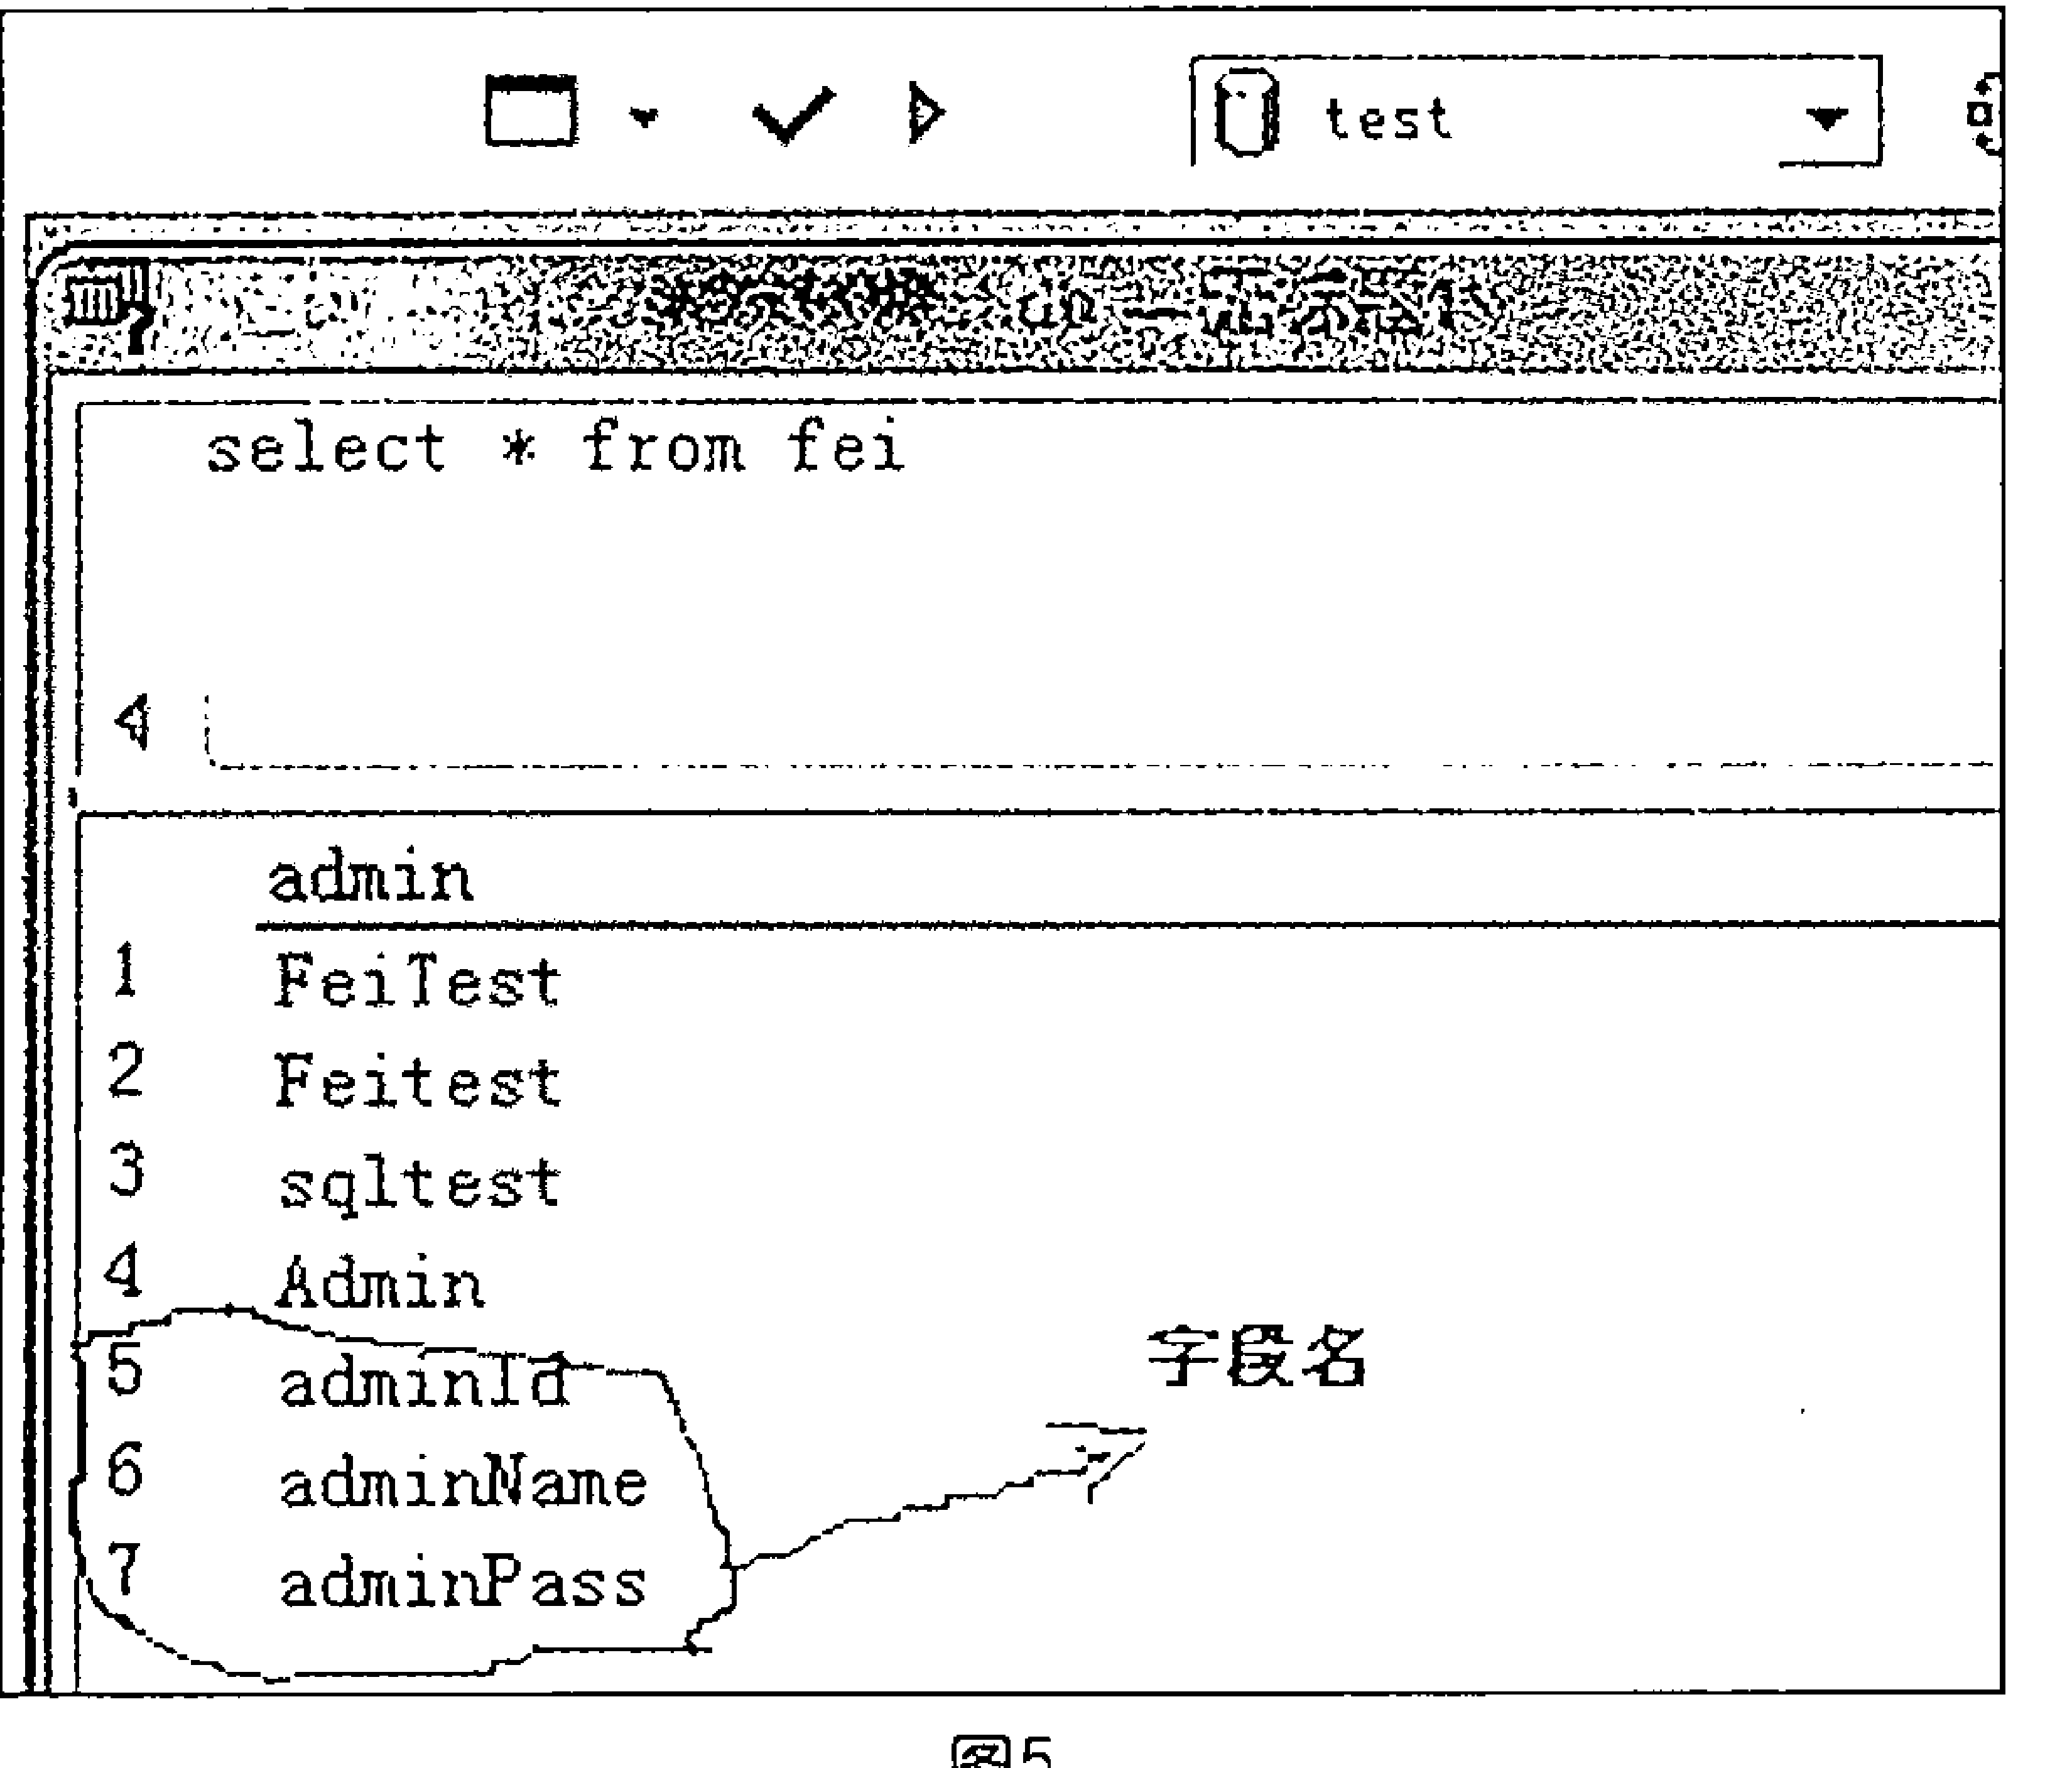 test
select * from fei
admin
1 FeiTest
2 Feitest
3 sqltest
4 Admin
5 adminId
字段名
6 adminName
7 adminPass
图5